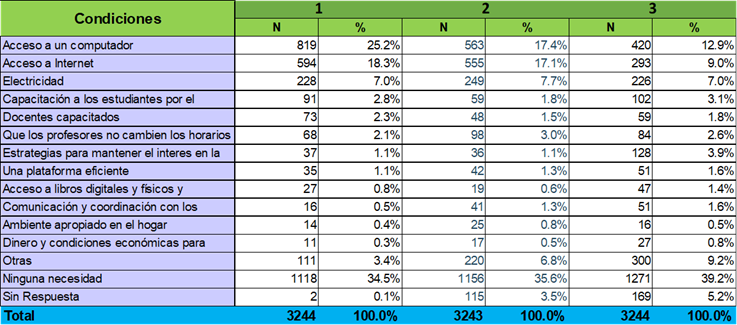 Condiciones 1 2 3
N % N % N %
Acceso a un computador 819 25.2% 563 17.4% 420 12.9%
Acceso a Internet 594 18.3% 555 17.1% 293 9.0%
Electricidad 228 7.0% 249 7.7% 226 7.0%
Capacitación a los estudiantes por el 91 2.8% 59 1.8% 102 3.1%
Docentes capacitados 73 2.3% 48 1.5% 59 1.8%
Que los profesores no cambien los horarios 68 2.1% 98 3.0% 84 2.6%
Estrategias para mantener el interes en la 37 1.1% 36 1.1% 128 3.9%
Una plataforma eficiente 35 1.1% 42 1.3% 51 1.6%
Acceso a libros digitales y físicos y 27 0.8% 19 0.6% 47 1.4%
Comunicación y coordinación con los 16 0.5% 41 1.3% 51 1.6%
Ambiente apropiado en el hogar 14 0.4% 25 0.8% 16 0.5%
Dinero y condiciones económicas para 11 0.3% 17 0.5% 27 0.8%
Otras 111 3.4% 220 6.8% 300 9.2%
Ninguna necesidad 1118 34.5% 1156 35.6% 1271 39.2%
Sin Respuesta 2 0.1% 115 3.5% 169 5.2%
Total 3244 100.0% 3243 100.0% 3244 100.0%